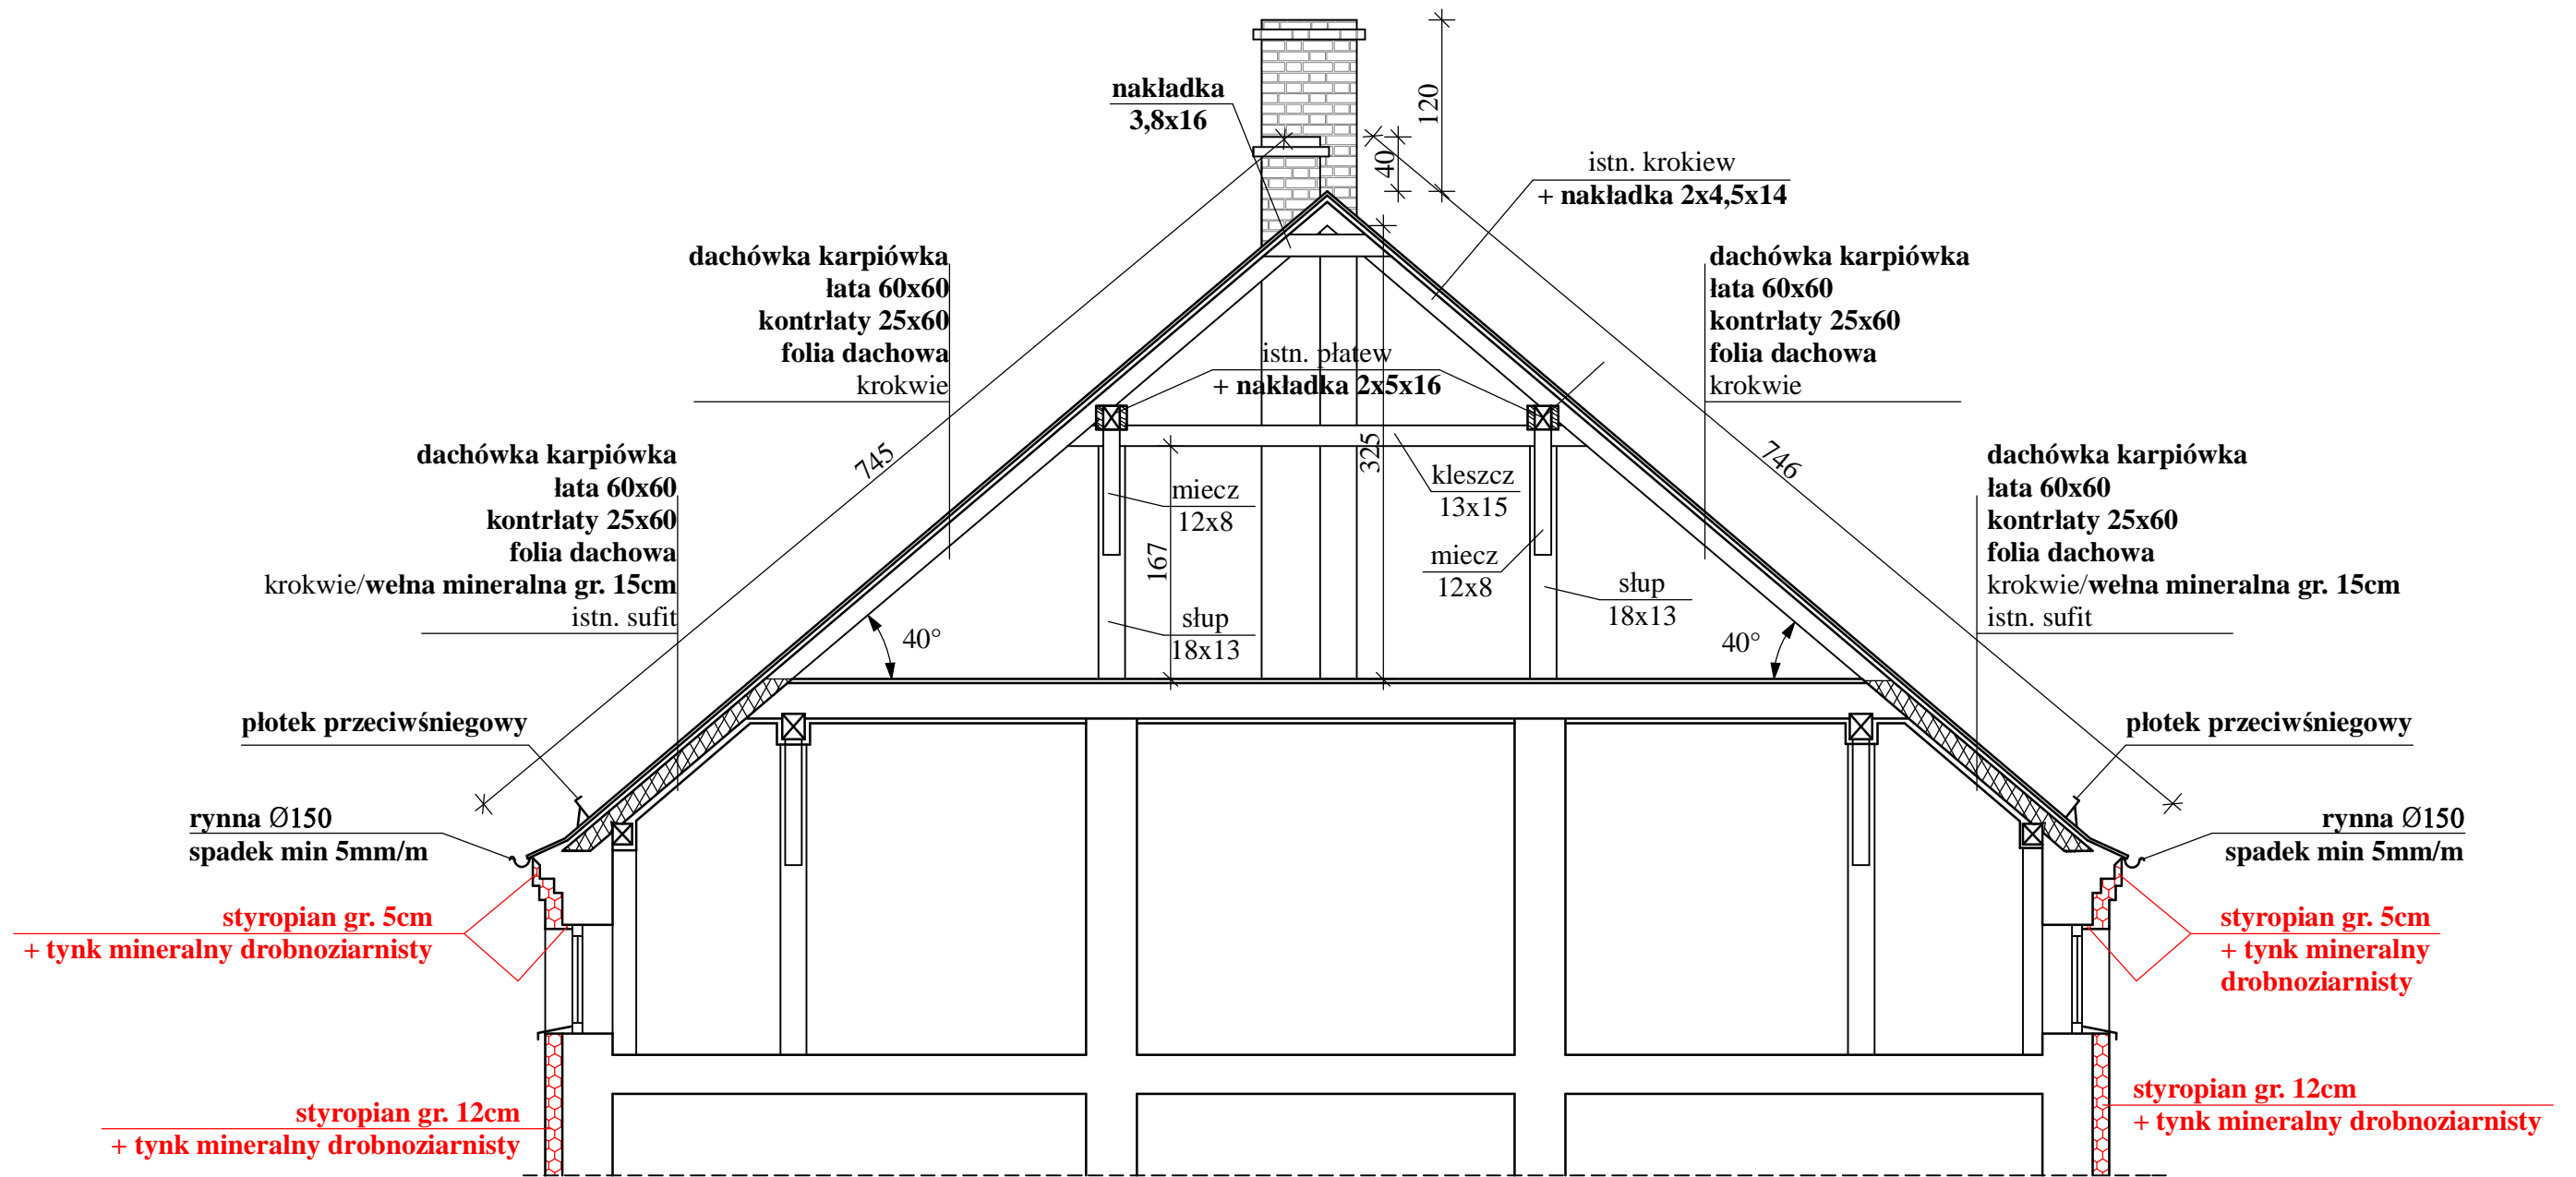 120
nakładka
3,8x16
40
istn. krokiew
+ nakładka 2x4,5x14
dachówka karpiówka
łata 60x60
kontrłaty 25x60
folia dachowa
krokwie
dachówka karpiówka
łata 60x60
kontrłaty 25x60
folia dachowa
krokwie
istn. płatew
+ nakładka 2x5x16
745
325
746
dachówka karpiówka
łata 60x60
kontrłaty 25x60
folia dachowa
krokwie/wełna mineralna gr. 15cm
istn. sufit
miecz
12x8
kleszcz
13x15
167
miecz
12x8
słup
18x13
słup
18x13
40°
40°
dachówka karpiówka
łata 60x60
kontrłaty 25x60
folia dachowa
krokwie/wełna mineralna gr. 15cm
istn. sufit
płotek przeciwśniegowy
płotek przeciwśniegowy
rynna Ø150
spadek min 5mm/m
rynna Ø150
spadek min 5mm/m
styropian gr. 5cm
+ tynk mineralny drobnoziarnisty
styropian gr. 5cm
+ tynk mineralny
drobnoziarnisty
styropian gr. 12cm
+ tynk mineralny drobnoziarnisty
styropian gr. 12cm
+ tynk mineralny drobnoziarnisty